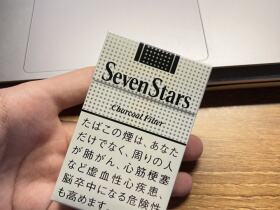 SevenStars
Charcoal Filter
たばこの煙は、あなた
だけでなく、周りの人
が肺がん、心筋梗塞
など虚血性心疾患、
脳卒中になる危険性
も高めます。